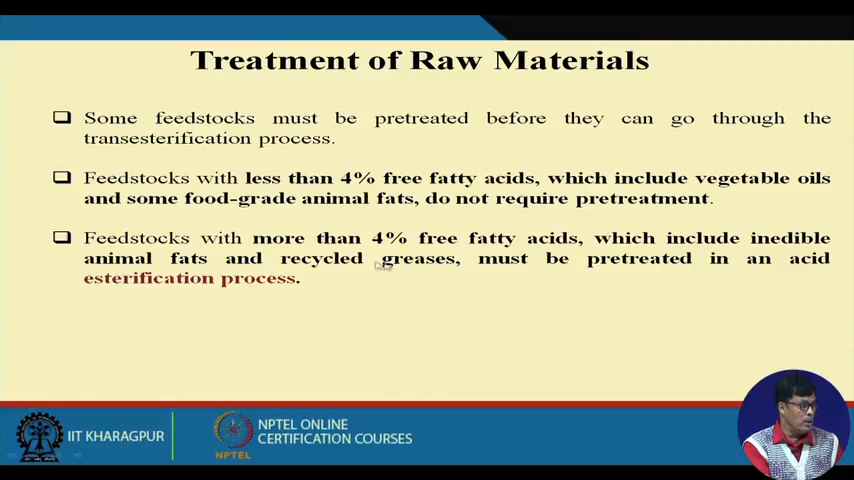 Treatment of Raw Materials
Some feedstocks must be pretreated before they can go through the
transesterification process.
Feedstocks with less than 4% free fatty acids, which include vegetable oils
and some food-grade animal fats, do not require pretreatment.
Feedstocks with more than 4% free fatty acids, which include inedible
animal fats and recycled greases, must be pretreated in an acid
esterification process.
IIT KHARAGPUR
NPTEL
NPTEL ONLINE
CERTIFICATION COURSES